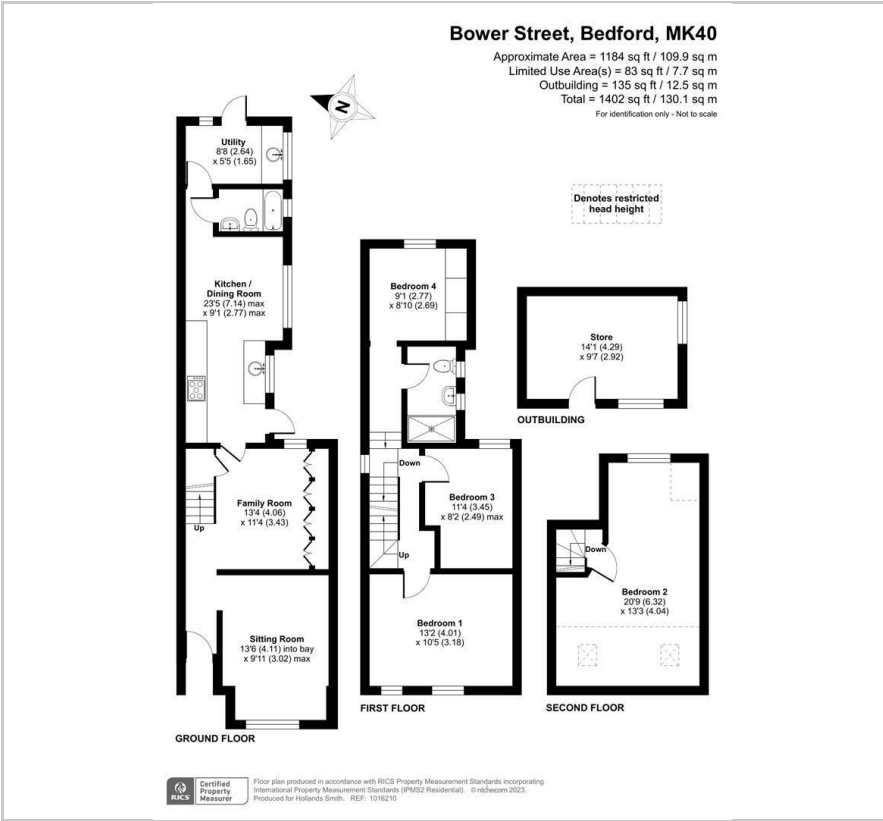 Bower Street, Bedford, MK40
Approximate Area = 1184 sq ft / 109.9 sq m
Limited Use Area(s) = 83 sq ft / 7.7 sq m
Outbuilding = 135 sq ft / 12.5 sq m
Total = 1402 sq ft / 130.1 sq m
For identification only - Not to scale
N
Utility
8'8 (2.64)
x 5'5 (1.65)
Denotes restricted
head height
Kitchen /
Dining Room
23'5 (7.14) max
x 9'1 (2.77) max
Bedroom 4
9'1 (2.77)
x 8'10 (2.69)
Store
14'1 (4.29)
x 9'7 (2.92)
OUTBUILDING
Family Room
13'4 (4.06)
x 11'4 (3.43)
Up
Down
Bedroom 3
11'4 (3.45)
x 8'2 (2.49) max
Up
Down
Bedroom 2
20'9 (6.32)
x 13'3 (4.04)
Sitting Room
13'6 (4.11) into bay
x 9'11 (3.02) max
Bedroom 1
13'2 (4.01)
x 10'5 (3.18)
GROUND FLOOR
FIRST FLOOR
SECOND FLOOR
RICS
Certified
Property
Measurer
Floor plan produced in accordance with RICS Property Measurement Standards incorporating
International Property Measurement Standards (IPMS2 Residential). © nichecom 2023.
Produced for Hollands Smith. REF: 1016210